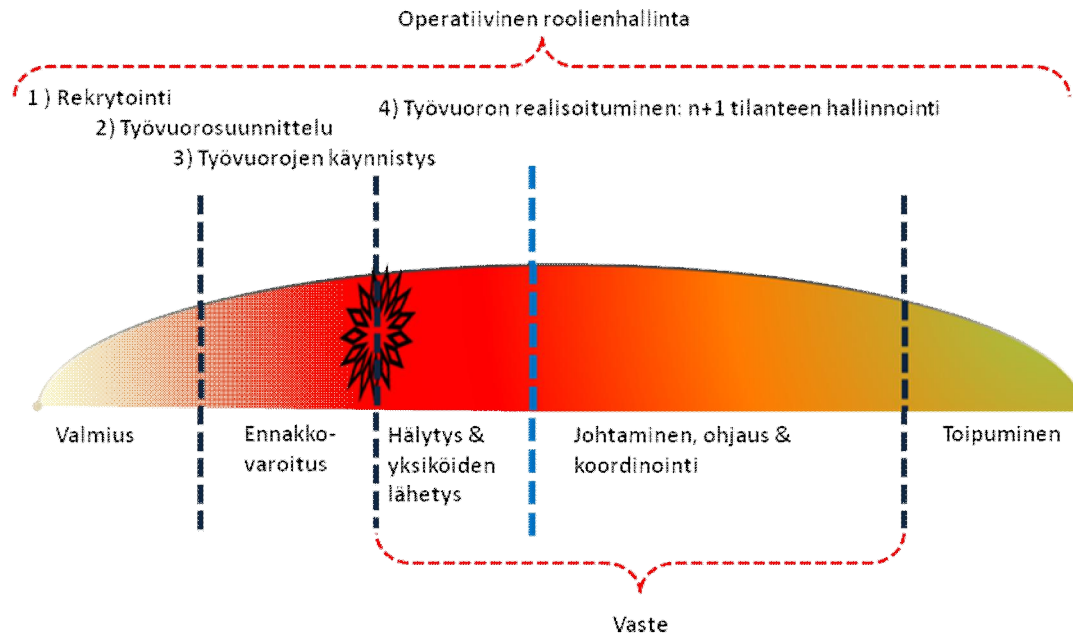 Operatiivinen roolienhallinta
1 ) Rekrytointi
2) Työvuorosuunnittelu
3) Työvuorojen käynnistys
4) Työvuoron realisoituminen: n+1 tilanteen hallinnointi
Valmius
Ennakko-
varoitus
Hälytys &
yksiköiden
lähetys
Johtaminen, ohjaus &
koordinointi
Toipuminen
Vaste